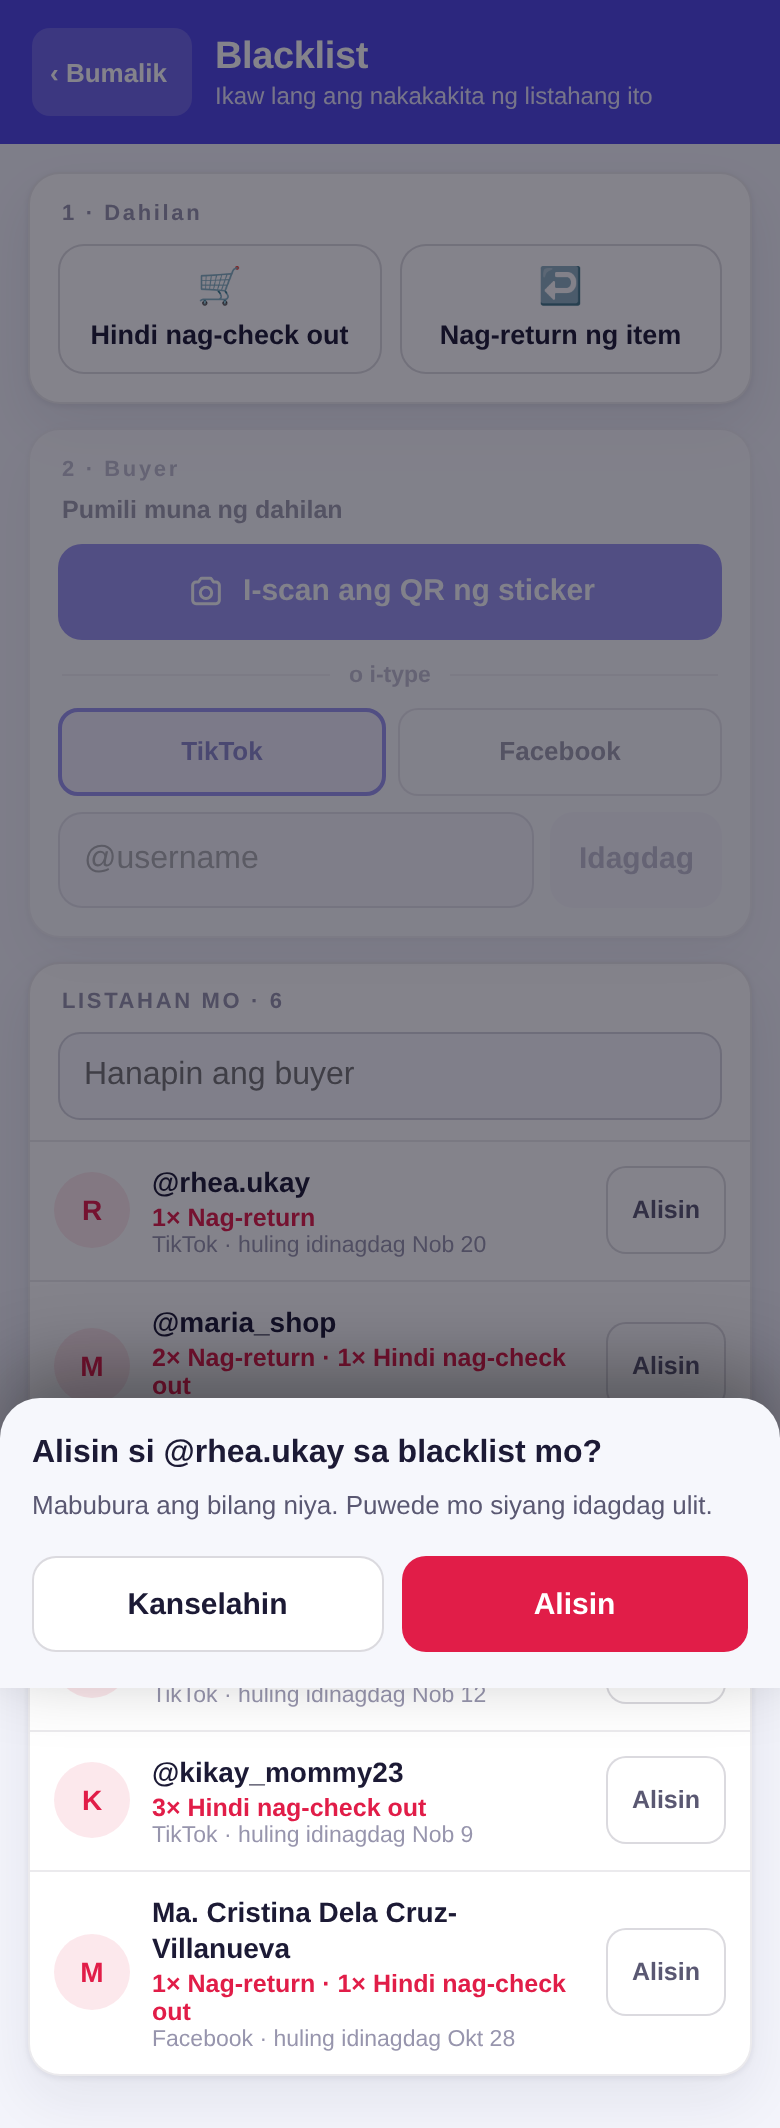 ‹ Bumalik
Blacklist
Ikaw lang ang nakakakita ng listahang ito
1 · Dahilan
Hindi nag-check out
Nag-return ng item
2 · Buyer
Pumili muna ng dahilan
I-scan ang QR ng sticker
o i-type
TikTok
Facebook
@username
Idagdag
LISTAHAN MO · 6
Hanapin ang buyer
R
@rhea.ukay
1× Nag-return
TikTok · huling idinagdag Nob 20
Alisin
M
@maria_shop
2× Nag-return · 1× Hindi nag-check
out
Alisin
Alisin si @rhea.ukay sa blacklist mo?
Mabubura ang bilang niya. Puwede mo siyang idagdag ulit.
Kanselahin
Alisin
TikTok · huling idinagdag Nob 12
K
@kikay_mommy23
3× Hindi nag-check out
TikTok · huling idinagdag Nob 9
Alisin
M
Ma. Cristina Dela Cruz-
Villanueva
1× Nag-return · 1× Hindi nag-check
out
Facebook · huling idinagdag Okt 28
Alisin